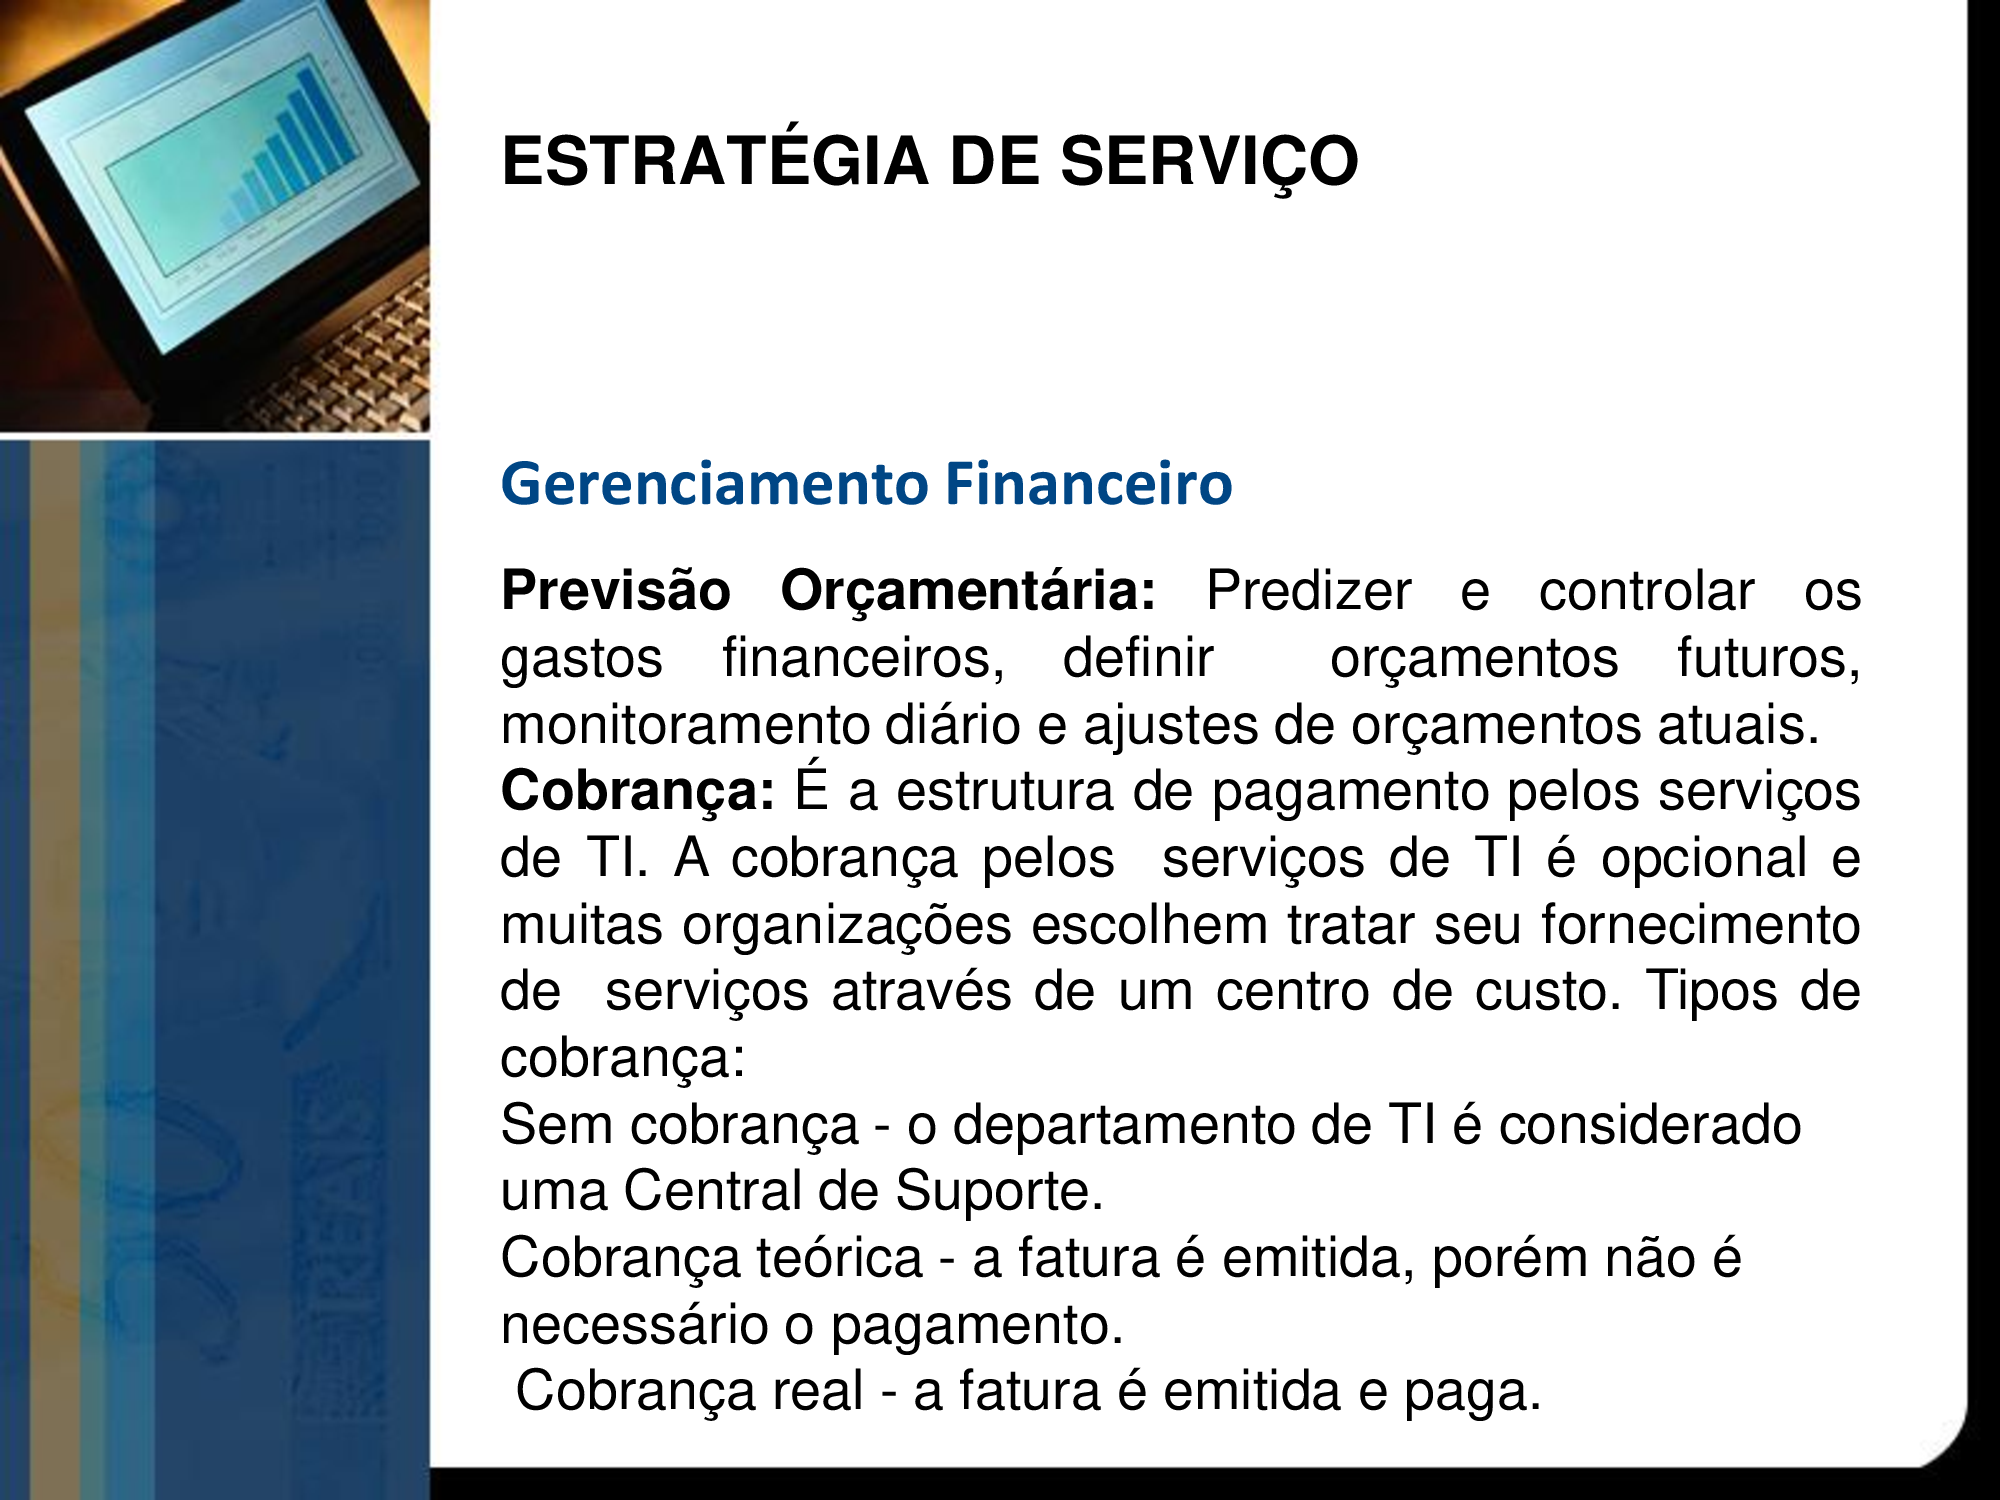 ESTRATÉGIA DE SERVIÇO
Gerenciamento Financeiro
Previsão Orçamentária: Predizer e controlar os
gastos financeiros, definir orçamentos futuros,
monitoramento diário e ajustes de orçamentos atuais.
Cobrança: É a estrutura de pagamento pelos serviços
de TI. A cobrança pelos serviços de TI é opcional e
muitas organizações escolhem tratar seu fornecimento
de serviços através de um centro de custo. Tipos de
cobrança:
Sem cobrança - o departamento de TI é considerado
uma Central de Suporte.
Cobrança teórica - a fatura é emitida, porém não é
necessário o pagamento.
Cobrança real - a fatura é emitida e paga.
REAIS